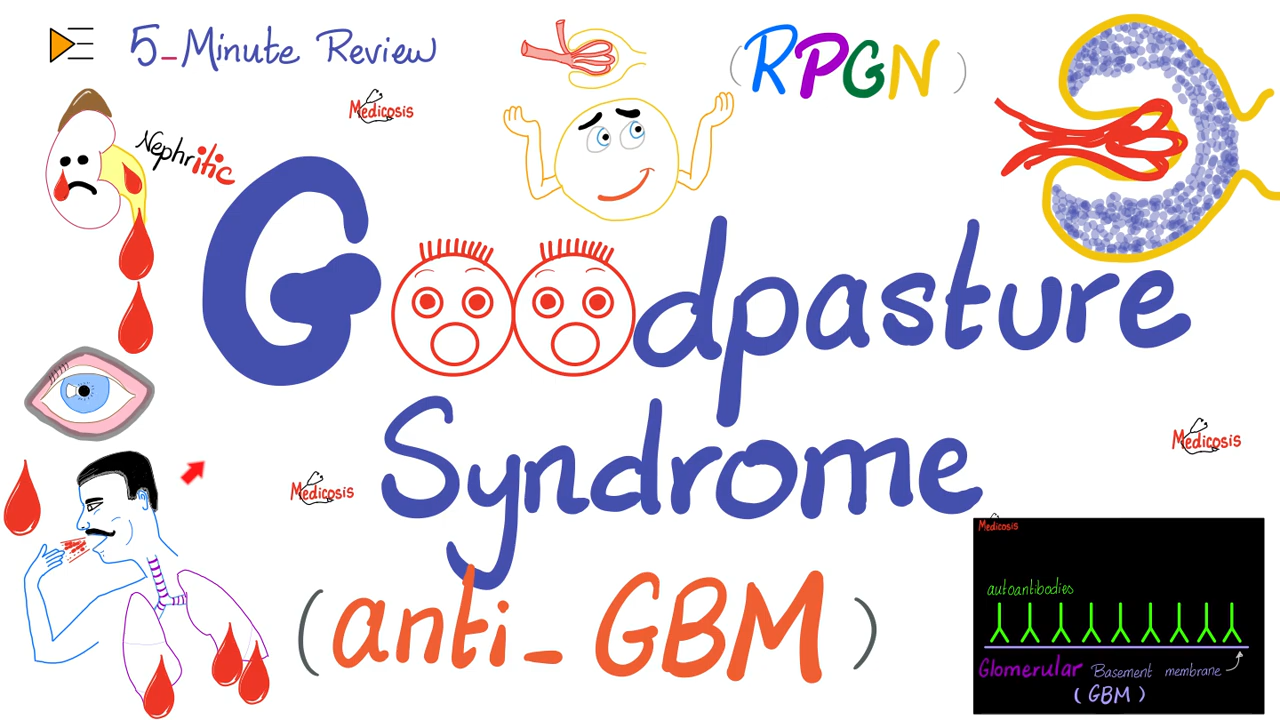 5-Minute Review
(RPGN)
Medicosis
Nephritic
Goodpasture
Syndrome
Medicosis
Medicosis
(anti-GBM)
Medicosis
autoantibodies
Glomerular Basement membrane
(GBM)